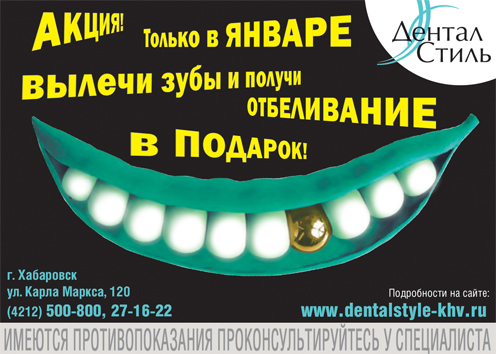 Акция!
Только в ЯНВАРЕ
вылечи зубы и получи
ОТБЕЛИВАНИЕ
в Подарок!
Дентал
Стиль
г. Хабаровск
ул. Карла Маркса, 120
(4212) 500-800, 27-16-22
Подробности на сайте:
www.dentalstyle-khv.ru
ИМЕЮТСЯ ПРОТИВОПОКАЗАНИЯ ПРОКОНСУЛЬТИРУЙТЕСЬ У СПЕЦИАЛИСТА